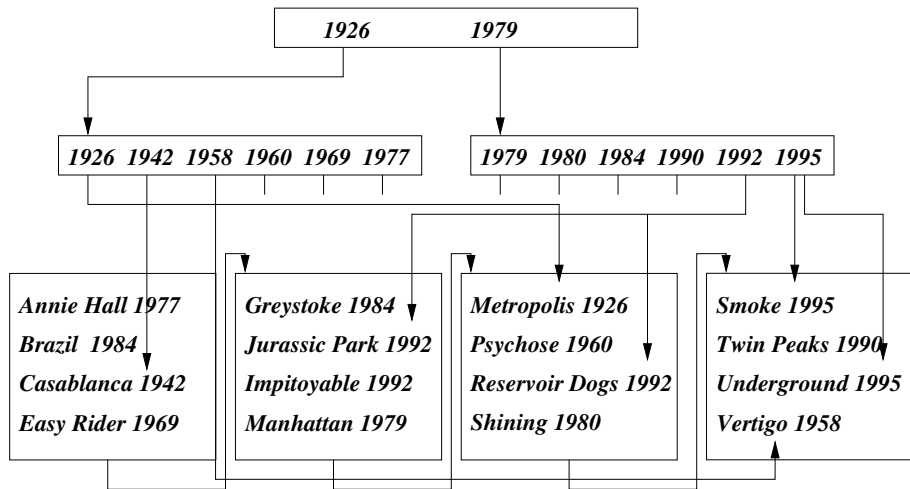 1926 1979
1926 1942 1958 1960 1969 1977
1979 1980 1984 1990 1992 1995
Annie Hall 1977
Brazil 1984
Casablanca 1942
Easy Rider 1969
Greystoke 1984
Jurassic Park 1992
Impitoyable 1992
Manhattan 1979
Metropolis 1926
Psychose 1960
Reservoir Dogs 1992
Shining 1980
Smoke 1995
Twin Peaks 1990
Underground 1995
Vertigo 1958